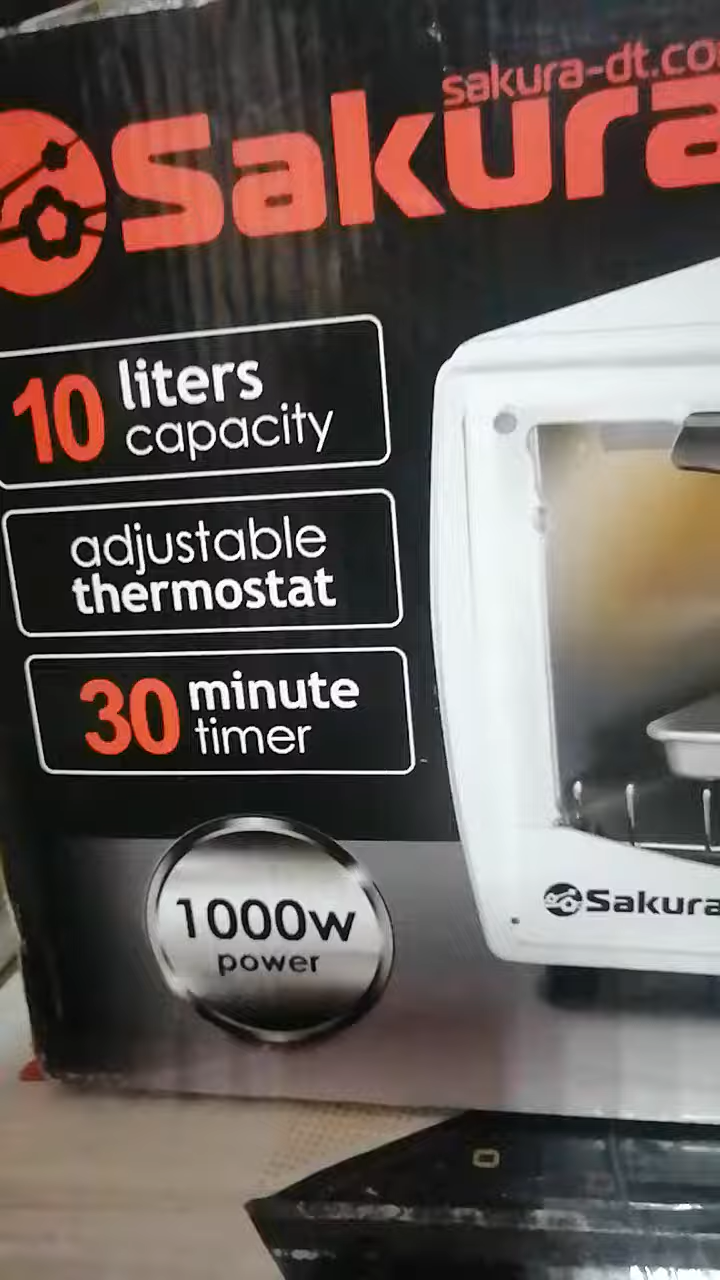 sakura-dt.co
Sakura
10 liters
capacity
adjustable
thermostat
30 minute
timer
1000w
power
Sakura